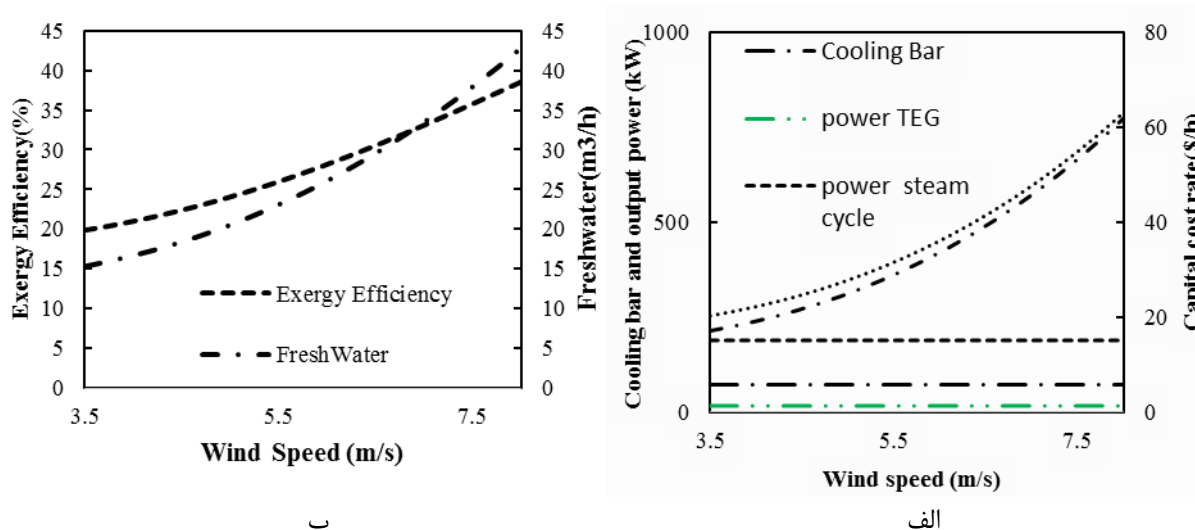 Exergy Efficiency(%)
45
40
35
30
25
20
15
10
5
0
Exergy Efficiency
FreshWater
45
40
35
30
25
20
15
10
5
0
Freshwater(m3/h)
3.5
5.5
7.5
Wind Speed (m/s)
ب
Cooling bar and output power (kW)
1000
500
0
Cooling Bar
power TEG
power steam
cycle
80
60
40
20
0
Capital cost rate($/h)
3.5
5.5
7.5
Wind speed (m/s)
الف